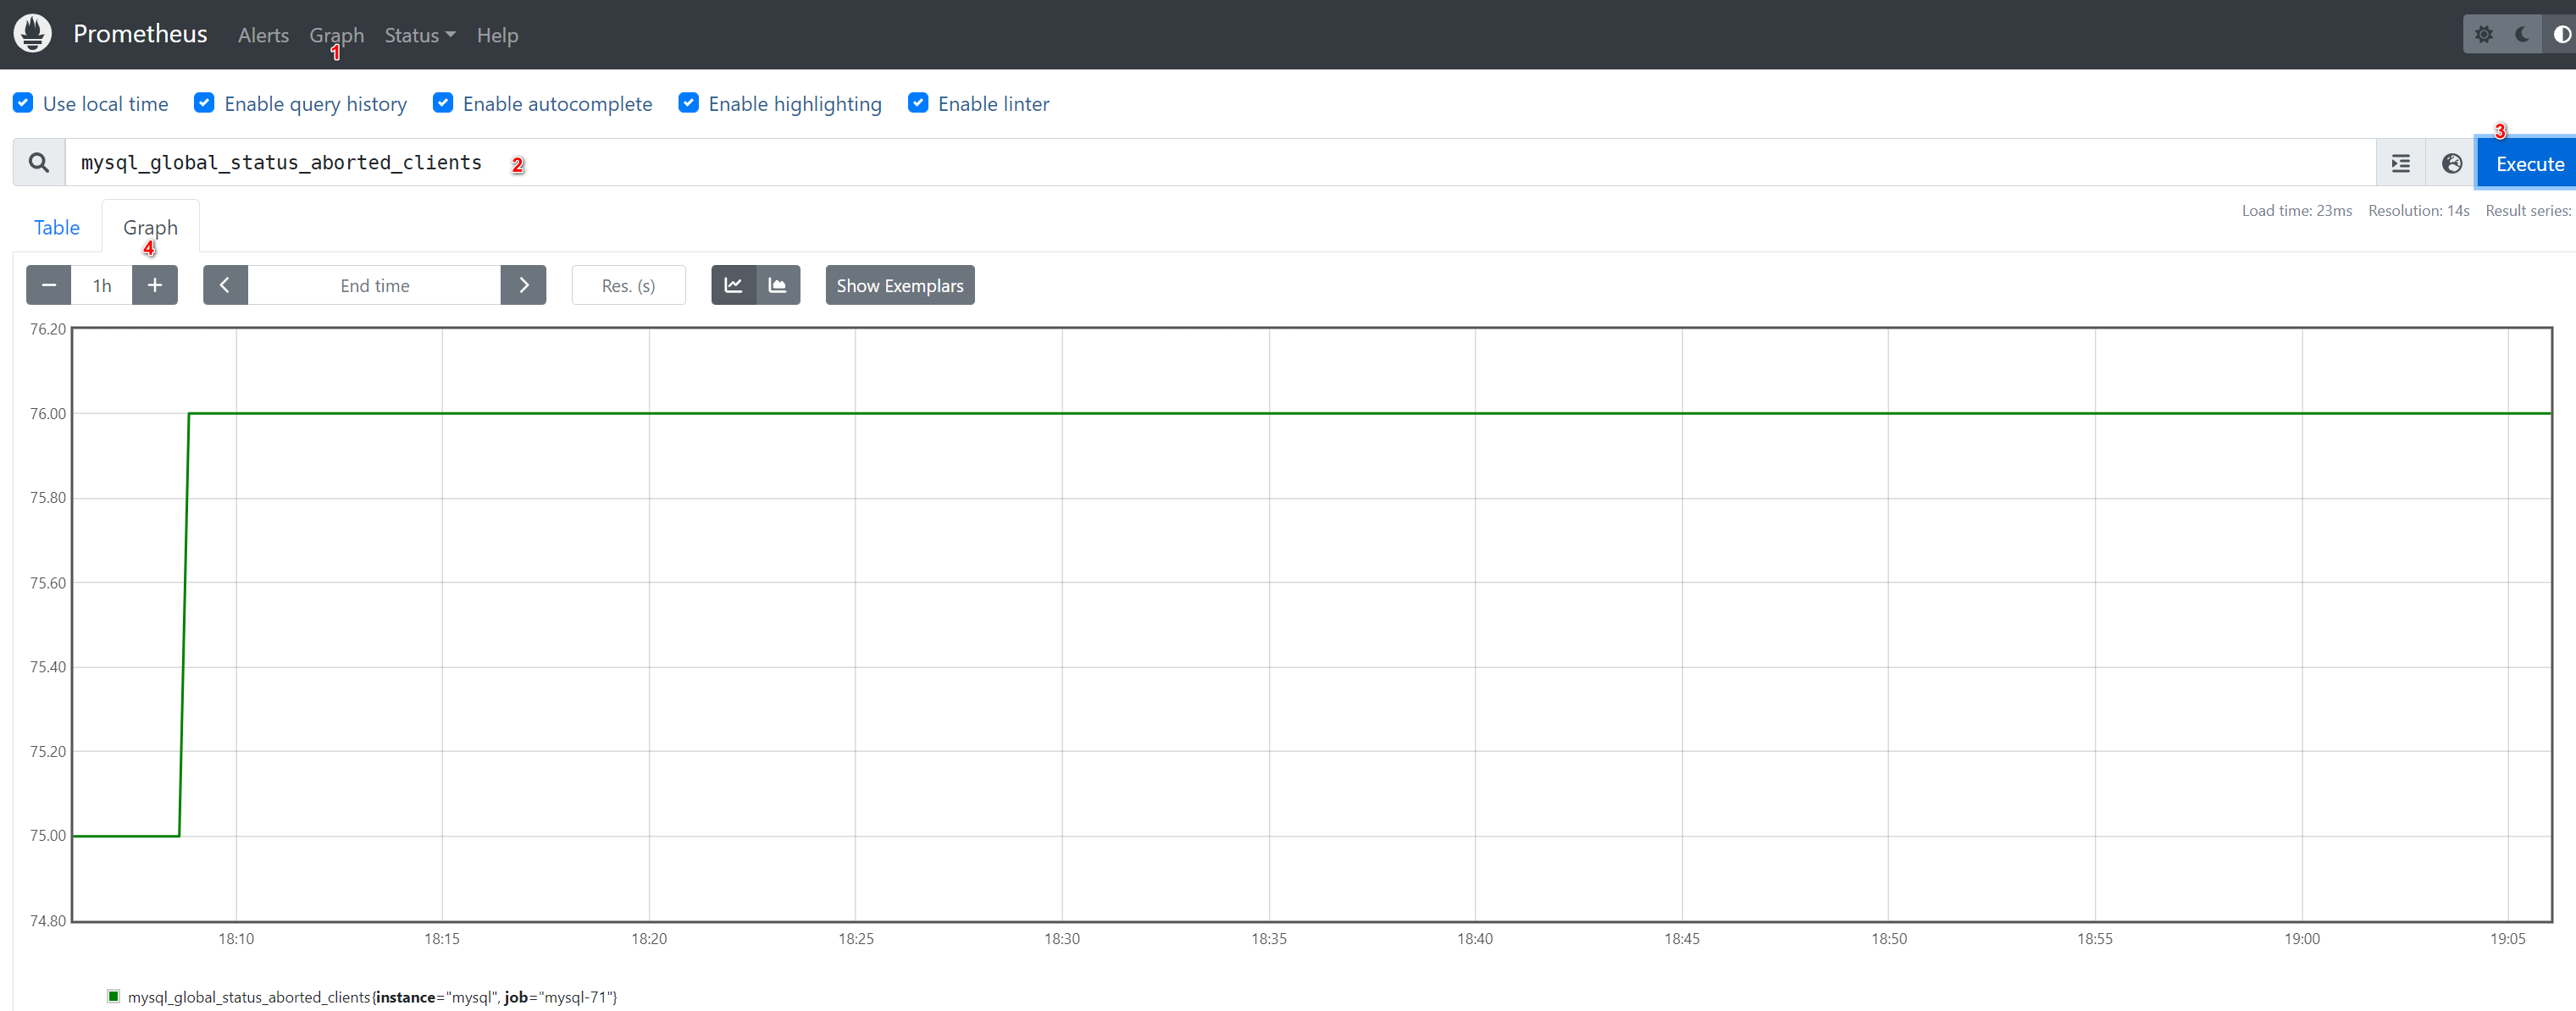 Prometheus Alerts Graph Status Help
1
Use local time Enable query history Enable autocomplete Enable highlighting Enable linter
3
mysql_global_status_aborted_clients 2 Execute
Load time: 23ms Resolution: 14s Result series:
Table Graph
4
1h End time Res. (s) Show Exemplars
76.20
76.00
75.80
75.60
75.40
75.20
75.00
74.80
18:10 18:15 18:20 18:25 18:30 18:35 18:40 18:45 18:50 18:55 19:00 19:05
mysql_global_status_aborted_clients{instance="mysql", job="mysql-71"}